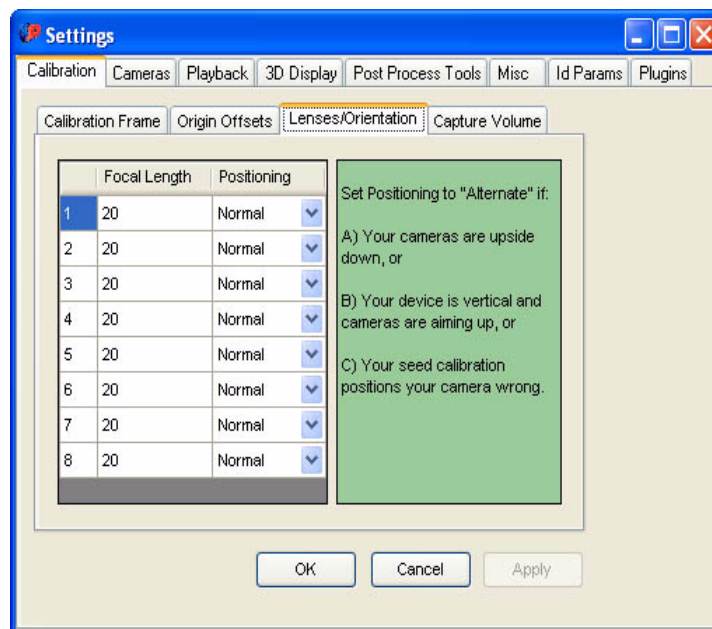 Settings
Calibration Cameras Playback 3D Display Post Process Tools Misc Id Params Plugins
Calibration Frame Origin Offsets Lenses/Orientation Capture Volume
Focal Length Positioning
1 20 Normal
2 20 Normal
3 20 Normal
4 20 Normal
5 20 Normal
6 20 Normal
7 20 Normal
8 20 Normal
Set Positioning to "Alternate" if:
A) Your cameras are upside
down, or
B) Your device is vertical and
cameras are aiming up, or
C) Your seed calibration
positions your camera wrong.
OK Cancel Apply